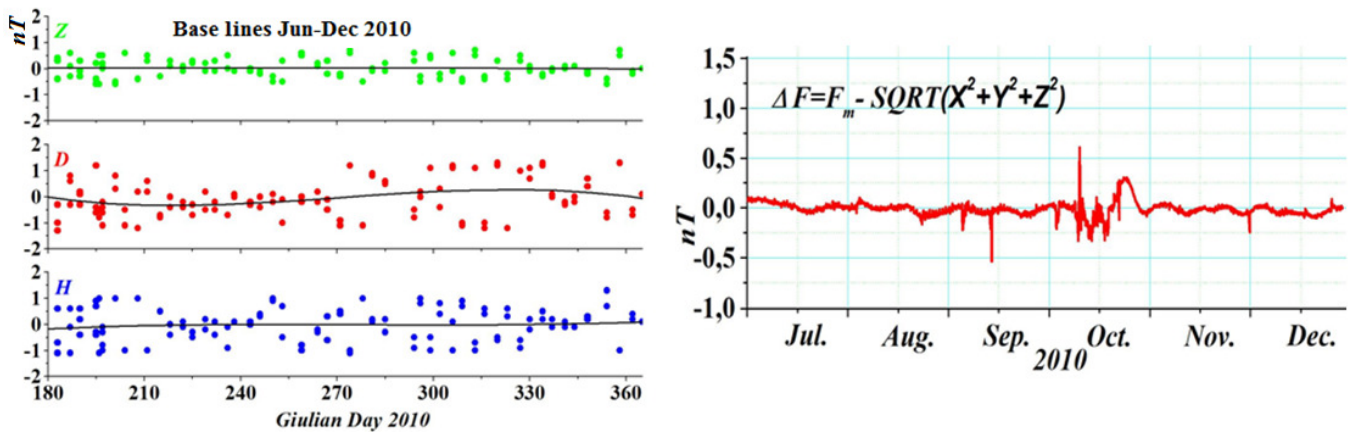 Base lines Jun-Dec 2010
nT
Z
2
1
0
-1
-2
D
2
1
0
-1
-2
H
2
1
0
-1
-2
180 210 240 270 300 330 360
Giulian Day 2010
ΔF=Fm- SQRT(X²+Y²+Z²)
nT
1,5
1,0
0,5
0,0
-0,5
-1,0
Jul. Aug. Sep. Oct. Nov. Dec.
2010